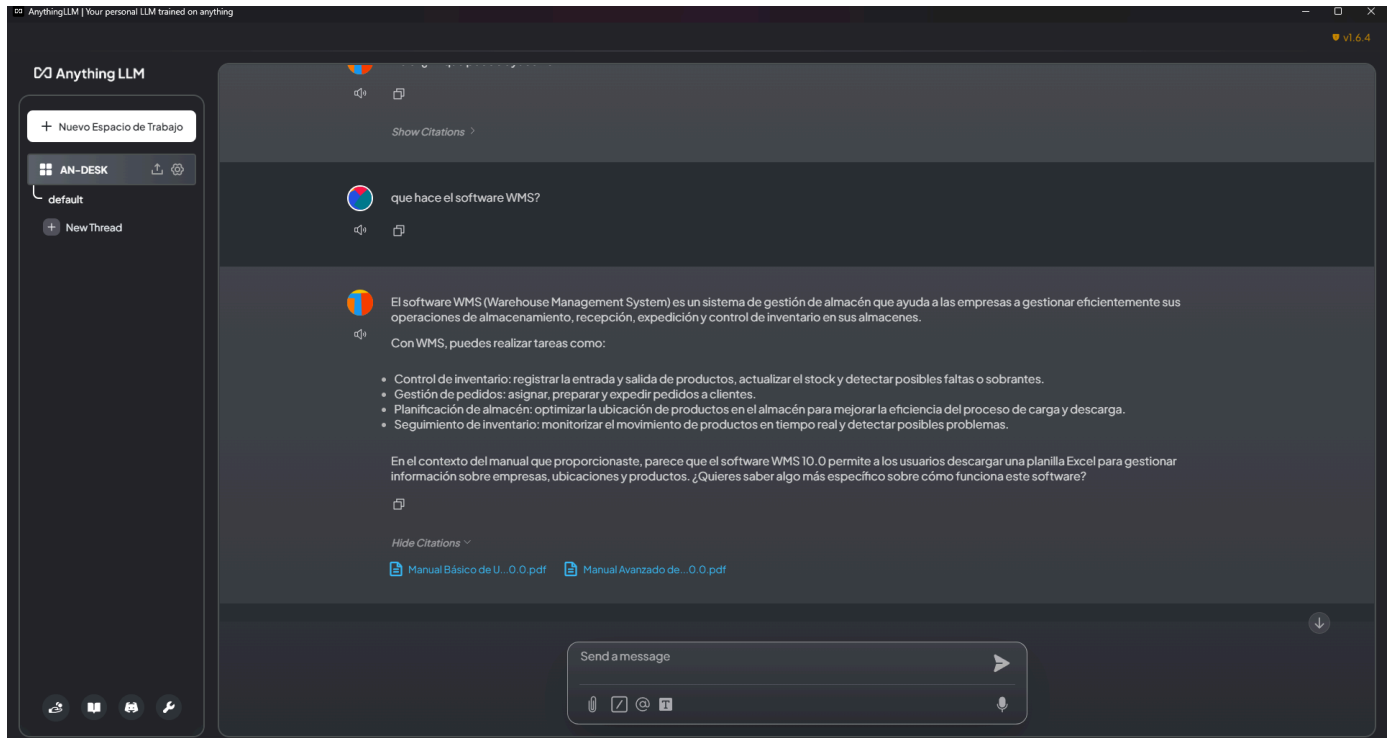 AnythingLLM | Your personal LLM trained on anything
v1.6.4
Anything LLM
Nuevo Espacio de Trabajo
AN-DESK
default
New Thread
Show Citations
que hace el software WMS?
El software WMS (Warehouse Management System) es un sistema de gestión de almacén que ayuda a las empresas a gestionar eficientemente sus
operaciones de almacenamiento, recepción, expedición y control de inventario en sus almacenes.
Con WMS, puedes realizar tareas como:
• Control de inventario: registrar la entrada y salida de productos, actualizar el stock y detectar posibles faltas o sobrantes.
• Gestión de pedidos: asignar, preparar y expedir pedidos a clientes.
• Planificación de almacén: optimizar la ubicación de productos en el almacén para mejorar la eficiencia del proceso de carga y descarga.
• Seguimiento de inventario: monitorizar el movimiento de productos en tiempo real y detectar posibles problemas.
En el contexto del manual que proporcionaste, parece que el software WMS 10.0 permite a los usuarios descargar una planilla Excel para gestionar
información sobre empresas, ubicaciones y productos. ¿Quieres saber algo más específico sobre cómo funciona este software?
Hide Citations
Manual Básico de U...0.0.pdf Manual Avanzado de...0.0.pdf
Send a message